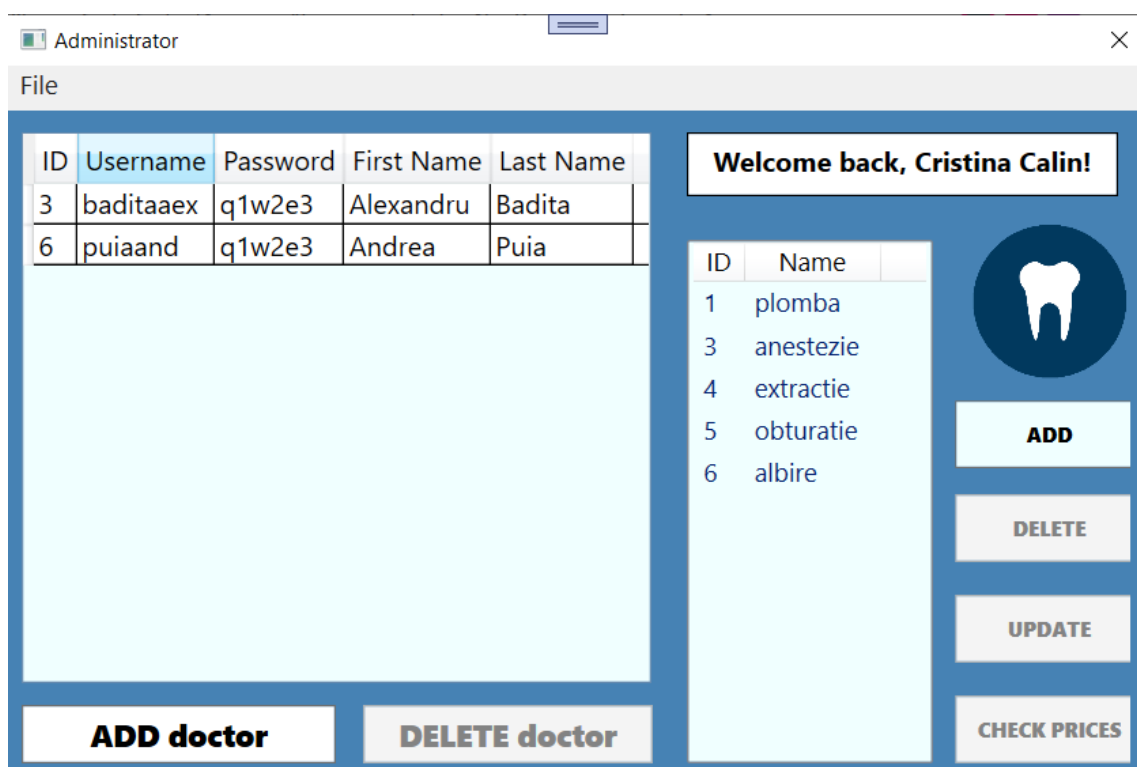 Administrator
File
ID Username Password First Name Last Name
3 baditaaex q1w2e3 Alexandru Badita
6 puiaand q1w2e3 Andrea Puia
ADD doctor DELETE doctor
Welcome back, Cristina Calin!
ID Name
1 plomba
3 anestezie
4 extractie
5 obturatie
6 albire
ADD
DELETE
UPDATE
CHECK PRICES